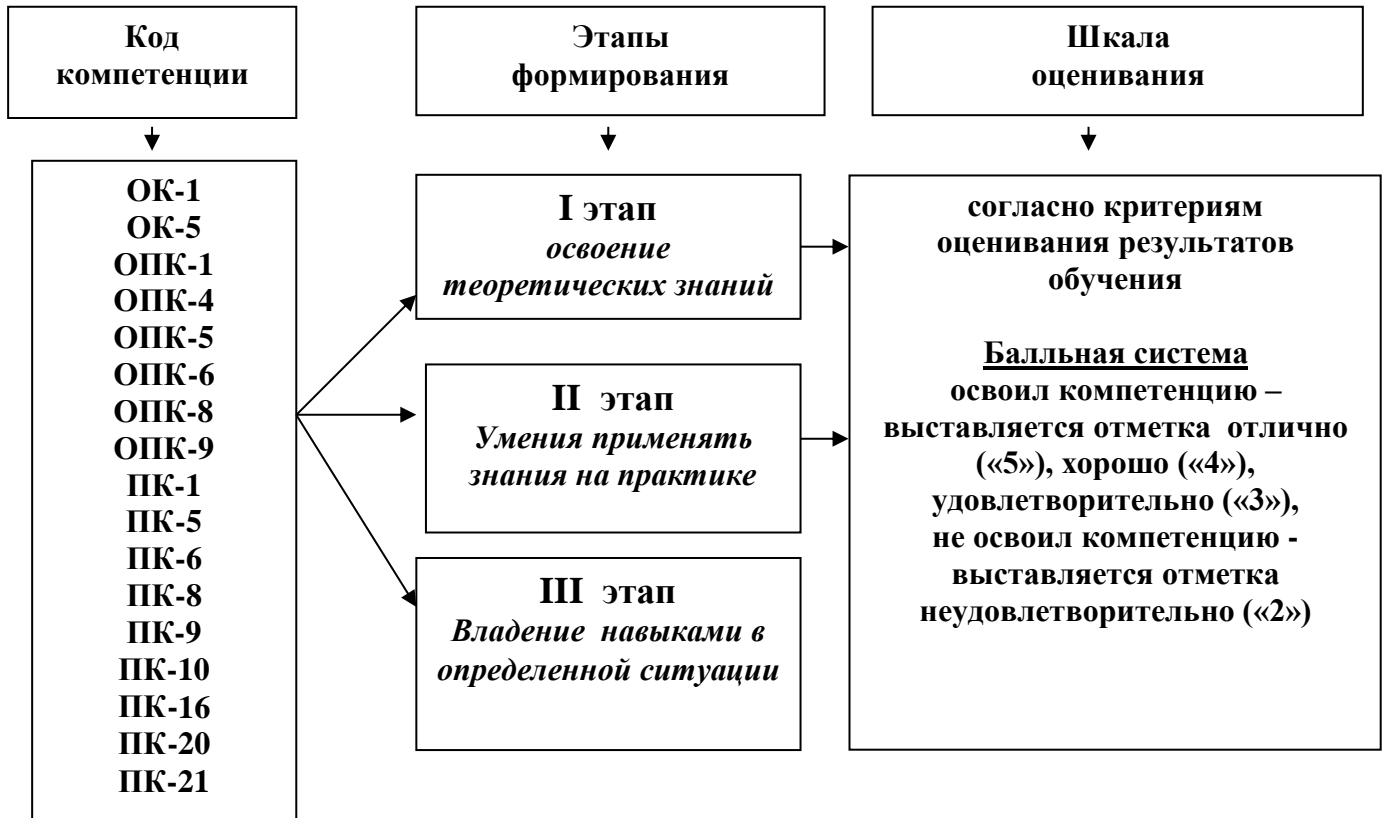 Код
компетенции
Этапы
формирования
Шкала
оценивания
ОК-1
ОК-5
ОПК-1
ОПК-4
ОПК-5
ОПК-6
ОПК-8
ОПК-9
ПК-1
ПК-5
ПК-6
ПК-8
ПК-9
ПК-10
ПК-16
ПК-20
ПК-21
I этап
освоение
теоретических знаний
II этап
Умения применять
знания на практике
III этап
Владение навыками в
определенной ситуации
согласно критериям
оценивания результатов
обучения
Балльная система
освоил компетенцию –
выставляется отметка отлично
(«5»), хорошо («4»),
удовлетворительно («3»),
не освоил компетенцию -
выставляется отметка
неудовлетворительно («2»)